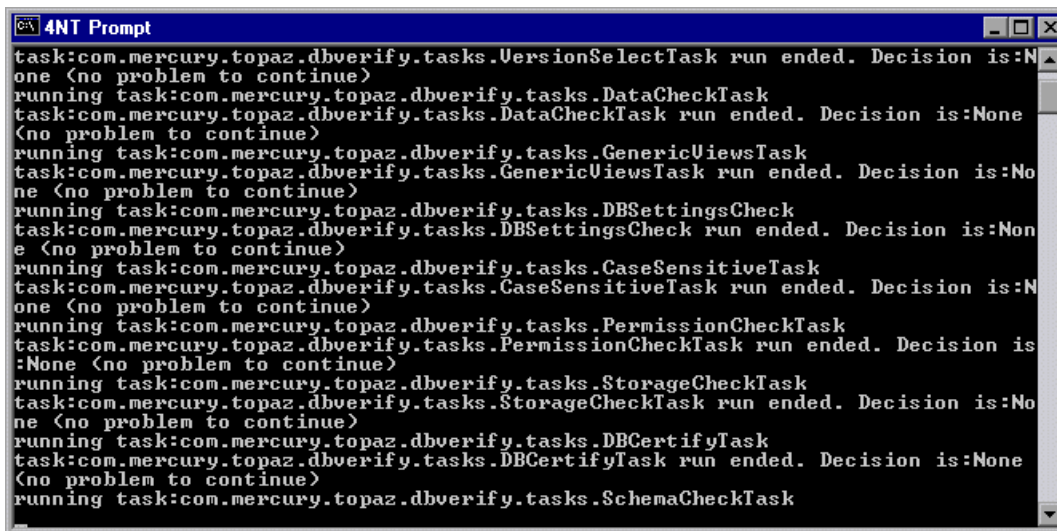 4NT Prompt
task:com.mercury.topaz.dbverify.tasks.VersionSelectTask run ended. Decision is:N
one (no problem to continue)
running task:com.mercury.topaz.dbverify.tasks.DataCheckTask
task:com.mercury.topaz.dbverify.tasks.DataCheckTask run ended. Decision is:None
(no problem to continue)
running task:com.mercury.topaz.dbverify.tasks.GenericViewsTask
task:com.mercury.topaz.dbverify.tasks.GenericViewsTask run ended. Decision is:No
ne (no problem to continue)
running task:com.mercury.topaz.dbverify.tasks.DBSettingsCheck
task:com.mercury.topaz.dbverify.tasks.DBSettingsCheck run ended. Decision is:Non
e (no problem to continue)
running task:com.mercury.topaz.dbverify.tasks.CaseSensitiveTask
task:com.mercury.topaz.dbverify.tasks.CaseSensitiveTask run ended. Decision is:N
one (no problem to continue)
running task:com.mercury.topaz.dbverify.tasks.PermissionCheckTask
task:com.mercury.topaz.dbverify.tasks.PermissionCheckTask run ended. Decision is
:None (no problem to continue)
running task:com.mercury.topaz.dbverify.tasks.StorageCheckTask
task:com.mercury.topaz.dbverify.tasks.StorageCheckTask run ended. Decision is:No
ne (no problem to continue)
running task:com.mercury.topaz.dbverify.tasks.DBCertifyTask
task:com.mercury.topaz.dbverify.tasks.DBCertifyTask run ended. Decision is:None
(no problem to continue)
running task:com.mercury.topaz.dbverify.tasks.SchemaCheckTask